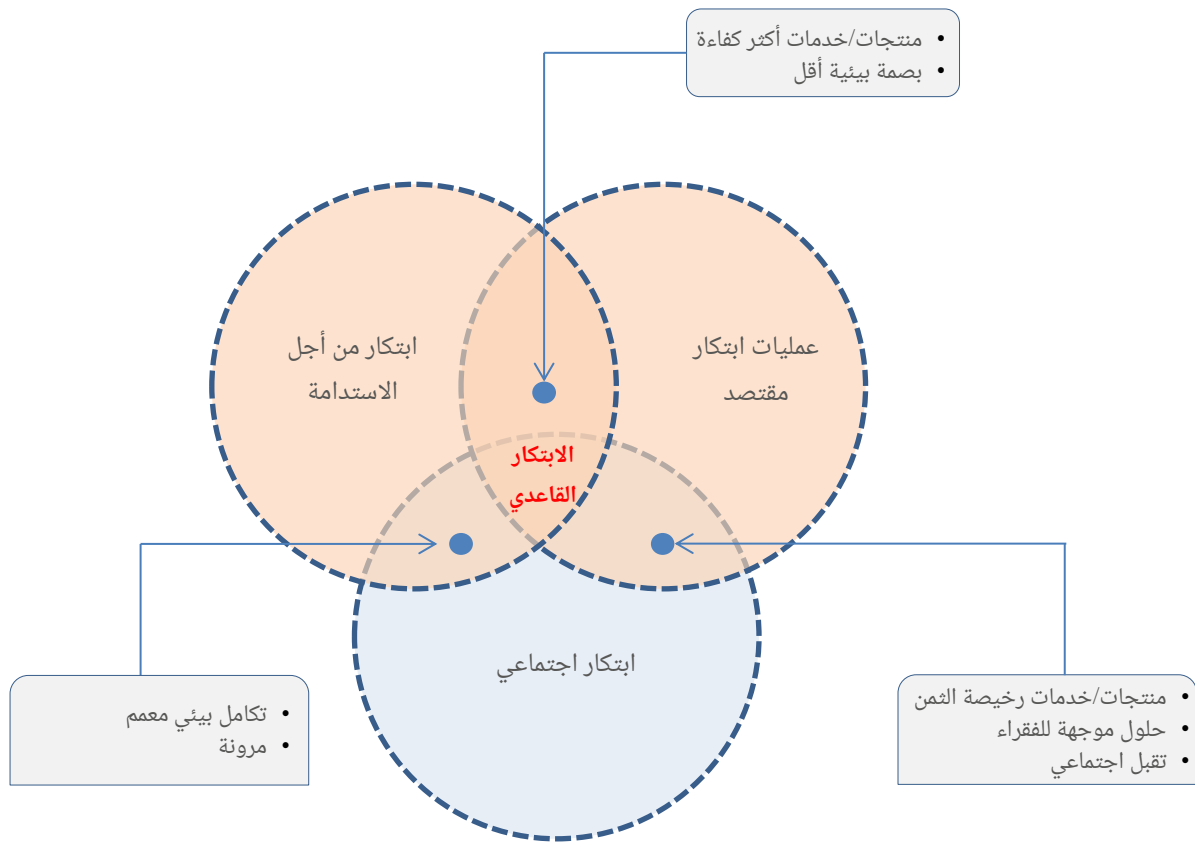 • منتجات/خدمات أكثر كفاءة
• بصمة بيئية أقل
عمليات ابتكار
مقتصد
ابتكار من أجل
الاستدامة
الابتكار
القاعدي
ابتكار اجتماعي
• منتجات/خدمات رخيصة الثمن
• حلول موجهة للفقراء
• تقبل اجتماعي
• تكامل بيئي معمم
• مرونة